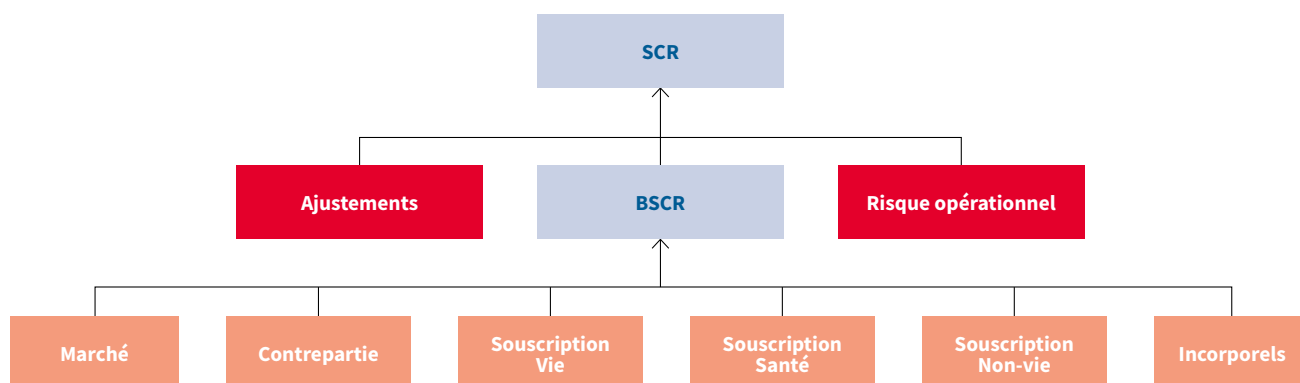 SCR
Ajustements
BSCR
Risque opérationnel
Marché
Contrepartie
Souscription
Vie
Souscription
Santé
Souscription
Non-vie
Incorporels